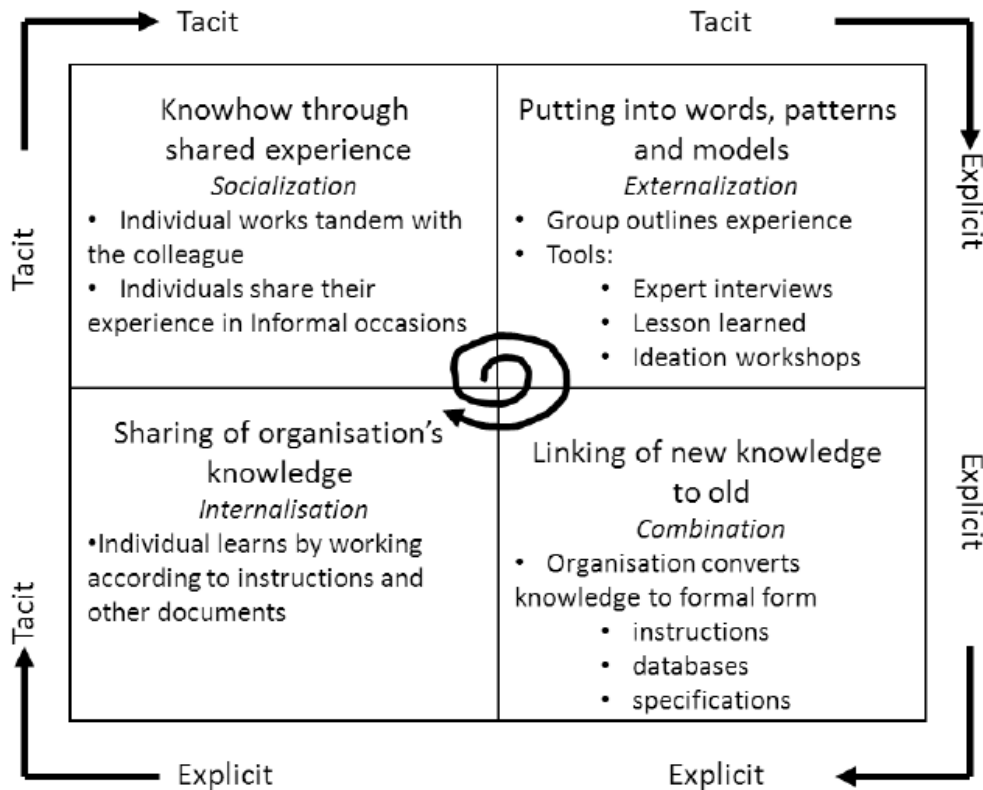 Tacit
Tacit
Tacit
Explicit
Knowhow through
shared experience
Socialization
• Individual works tandem with
the colleague
• Individuals share their
experience in Informal occasions
Putting into words, patterns
and models
Externalization
• Group outlines experience
• Tools:
• Expert interviews
• Lesson learned
• Ideation workshops
Sharing of organisation's
knowledge
Internalisation
•Individual learns by working
according to instructions and
other documents
Linking of new knowledge
to old
Combination
• Organisation converts
knowledge to formal form
• instructions
• databases
• specifications
Tacit
Explicit
Explicit
Explicit